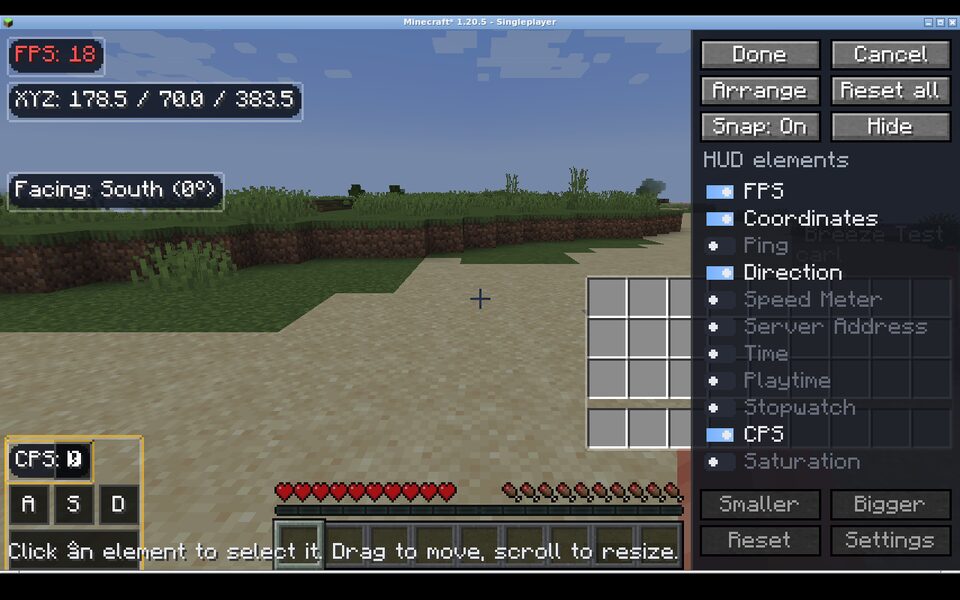 Minecraft* 1.20.5 - Singleplayer
FPS: 18
XYZ: 178.5 / 70.0 / 383.5
Facing: South (0°)
CPS: 0
A S D
Click an element to select it. Drag to move, scroll to resize.
Done Cancel
Arrange Reset all
Snap: On Hide
HUD elements
FPS
Coordinates
Ping
Direction
Speed Meter
Server Address
Time
Playtime
Stopwatch
CPS
Saturation
Smaller Bigger
Reset Settings